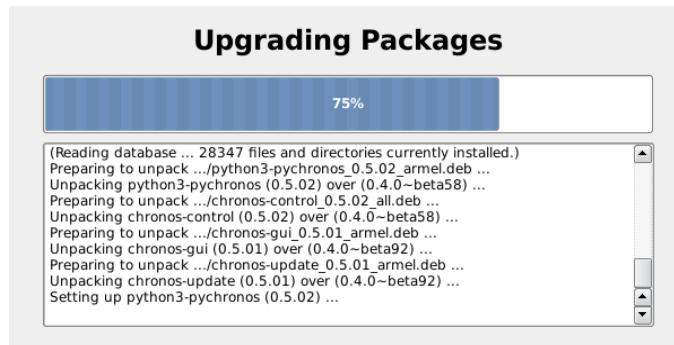 Upgrading Packages
75%
(Reading database ... 28347 files and directories currently installed.)
Preparing to unpack .../python3-pychronos_0.5.02_armel.deb ...
Unpacking python3-pychronos (0.5.02) over (0.4.0~beta58) ...
Preparing to unpack .../chronos-control_0.5.02_all.deb ...
Unpacking chronos-control (0.5.02) over (0.4.0~beta58) ...
Preparing to unpack .../chronos-gui_0.5.01_armel.deb ...
Unpacking chronos-gui (0.5.01) over (0.4.0~beta92) ...
Preparing to unpack .../chronos-update_0.5.01_armel.deb ...
Unpacking chronos-update (0.5.01) over (0.4.0~beta92) ...
Setting up python3-pychronos (0.5.02) ...